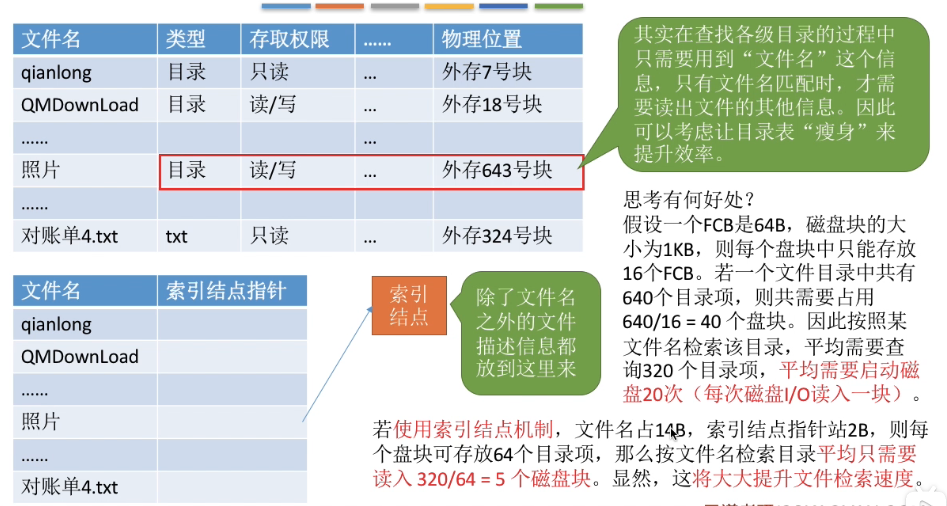 文件名 类型 存取权限 …… 物理位置
qianlong 目录 只读 … 外存7号块
QMDownLoad 目录 读/写 … 外存18号块
…… …
照片 目录 读/写 … 外存643号块
……
对账单4.txt txt 只读 … 外存324号块
其实在查找各级目录的过程中
只需要用到“文件名”这个信
息，只有文件名匹配时，才需
要读出文件的其他信息。因此
可以考虑让目录表“瘦身”来
提升效率。
思考有何好处？
假设一个FCB是64B，磁盘块的大
小为1KB，则每个盘块中只能存放
16个FCB。若一个文件目录中共有
640个目录项，则共需要占用
640/16 = 40 个盘块。因此按照某
文件名检索该目录，平均需要查
询320 个目录项，平均需要启动磁
盘20次（每次磁盘I/O读入一块）。
文件名 索引结点指针
qianlong
QMDownLoad
……
照片
……
对账单4.txt
索引
结点
除了文件名
之外的文件
描述信息都
放到这里来
若使用索引结点机制，文件名占14B，索引结点指针站2B，则每
个盘块可存放64个目录项，那么按文件名检索目录平均只需要
读入 320/64 = 5 个磁盘块。显然，这将大大提升文件检索速度。